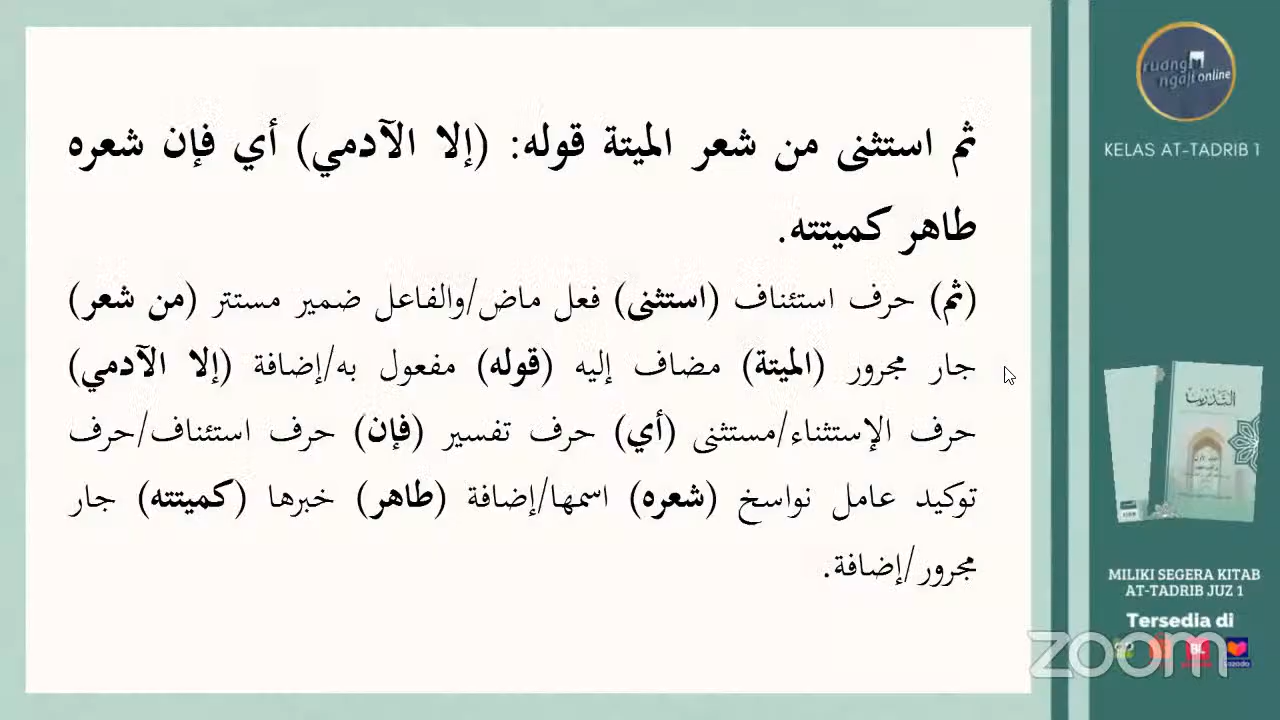 ثم استثنى من شعر الميتة قوله: (إلا الآدمي) أي فإن شعره
طاهر كميتته.
(ثم) حرف استئناف (استثنى) فعل ماض/والفاعل ضمير مستتر (من شعر)
جار مجرور (الميتة) مضاف إليه (قوله) مفعول به/إضافة (إلا الآدمي)
حرف الإستثناء/مستثنى (أي) حرف تفسير (فإن) حرف استئناف/حرف
توكيد عامل نواسخ (شعره) اسمها/إضافة (طاهر) خبرها (كميتته) جار
مجرور/إضافة.
ruang
ngaji online
KELAS AT-TADRIB 1
التدريب
MILIKI SEGERA KITAB
AT-TADRIB JUZ 1
Tersedia di
BL
zoom